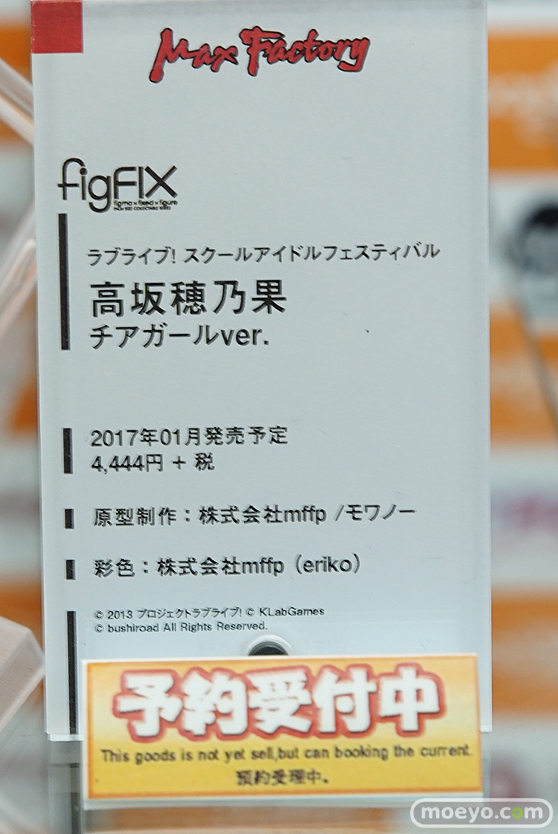 Max Factory
figFIX
figma × fixed × figure
ラブライブ! スクールアイドルフェスティバル
高坂穂乃果
チアガールver.
2017年01月発売予定
4,444円 + 税
原型制作：株式会社mffp /モワノー
彩色：株式会社mffp（eriko）
© 2013 プロジェクトラブライブ! © KLabGames
© bushiroad All Rights Reserved.
予約受付中
This goods is not yet sell,but can booking the current.
預約受理中。
moeyo.com